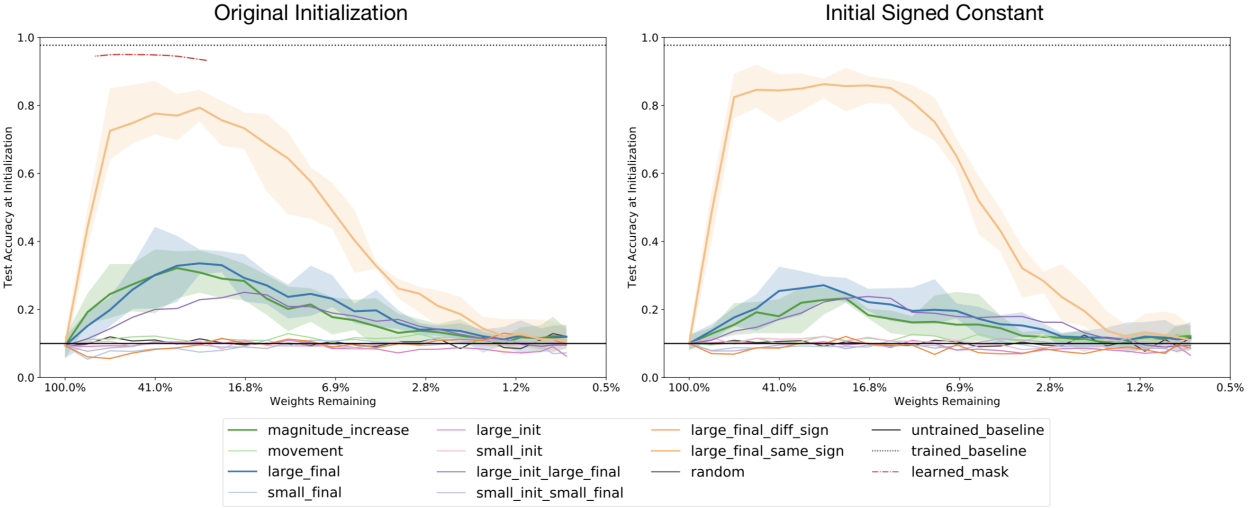 Original Initialization
Initial Signed Constant
1.0
0.8
0.6
0.4
0.2
0.0
Test Accuracy at Initialization
100.0%
41.0%
16.8%
6.9%
2.8%
1.2%
0.5%
Weights Remaining
1.0
0.8
0.6
0.4
0.2
0.0
Test Accuracy at Initialization
100.0%
41.0%
16.8%
6.9%
2.8%
1.2%
0.5%
Weights Remaining
magnitude_increase
movement
large_final
small_final
large_init
small_init
large_init_large_final
small_init_small_final
large_final_diff_sign
large_final_same_sign
random
untrained_baseline
trained_baseline
learned_mask